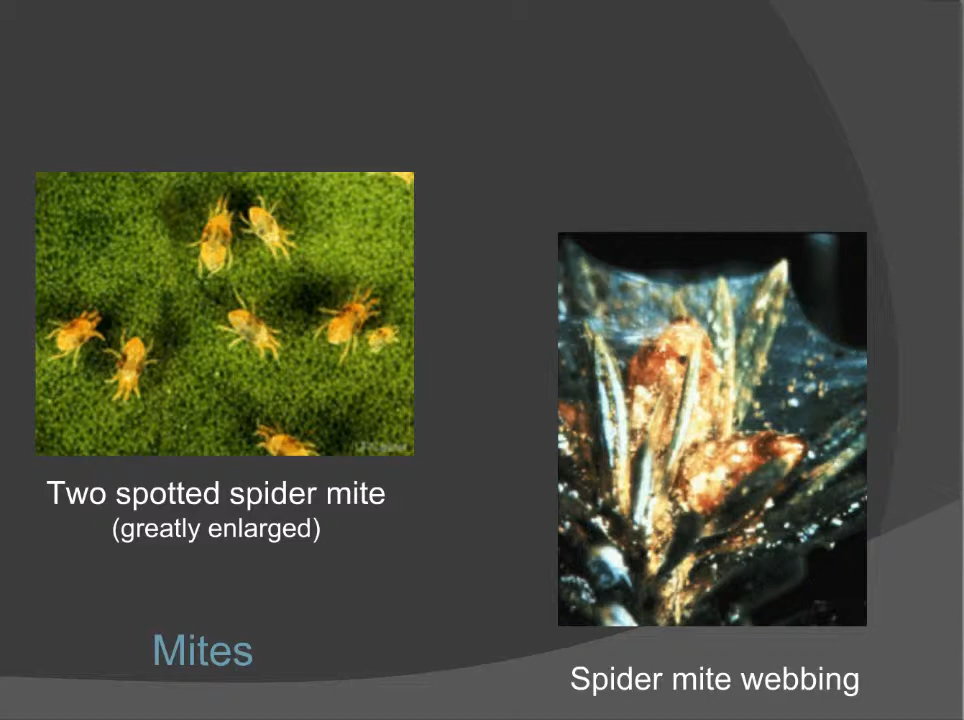 Two spotted spider mite
(greatly enlarged)
Mites
Spider mite webbing